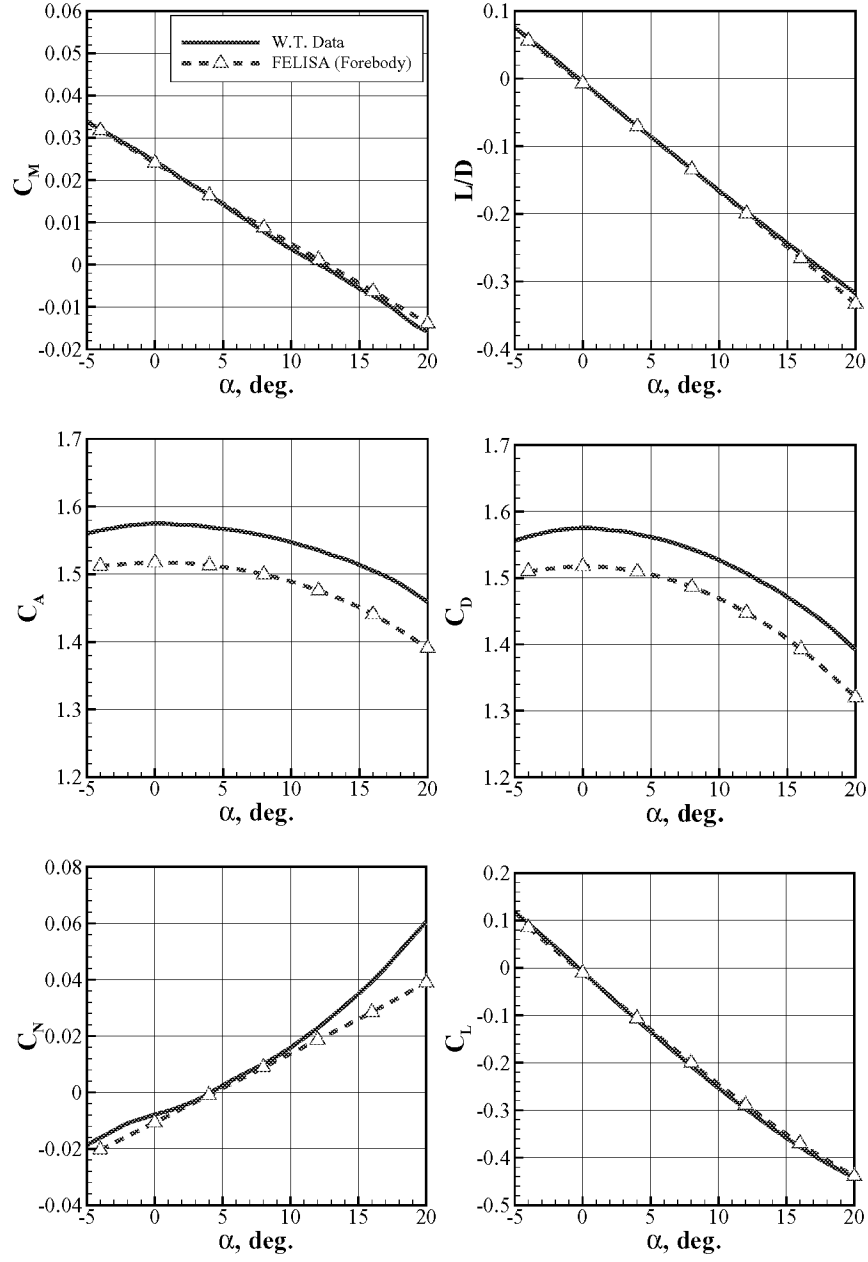 0.06
0.05
0.04
0.03
0.02
0.01
0
-0.01
-0.02
C_M
W.T. Data
FELISA (Forebody)
-5 0 5 10 15 20
α, deg.
0.1
0
-0.1
-0.2
-0.3
-0.4
L/D
-5 0 5 10 15 20
α, deg.
1.7
1.6
1.5
1.4
1.3
1.2
C_A
-5 0 5 10 15 20
α, deg.
1.7
1.6
1.5
1.4
1.3
1.2
C_D
-5 0 5 10 15 20
α, deg.
0.08
0.06
0.04
0.02
0
-0.02
-0.04
C_N
-5 0 5 10 15 20
α, deg.
0.2
0.1
0
-0.1
-0.2
-0.3
-0.4
-0.5
C_L
-5 0 5 10 15 20
α, deg.